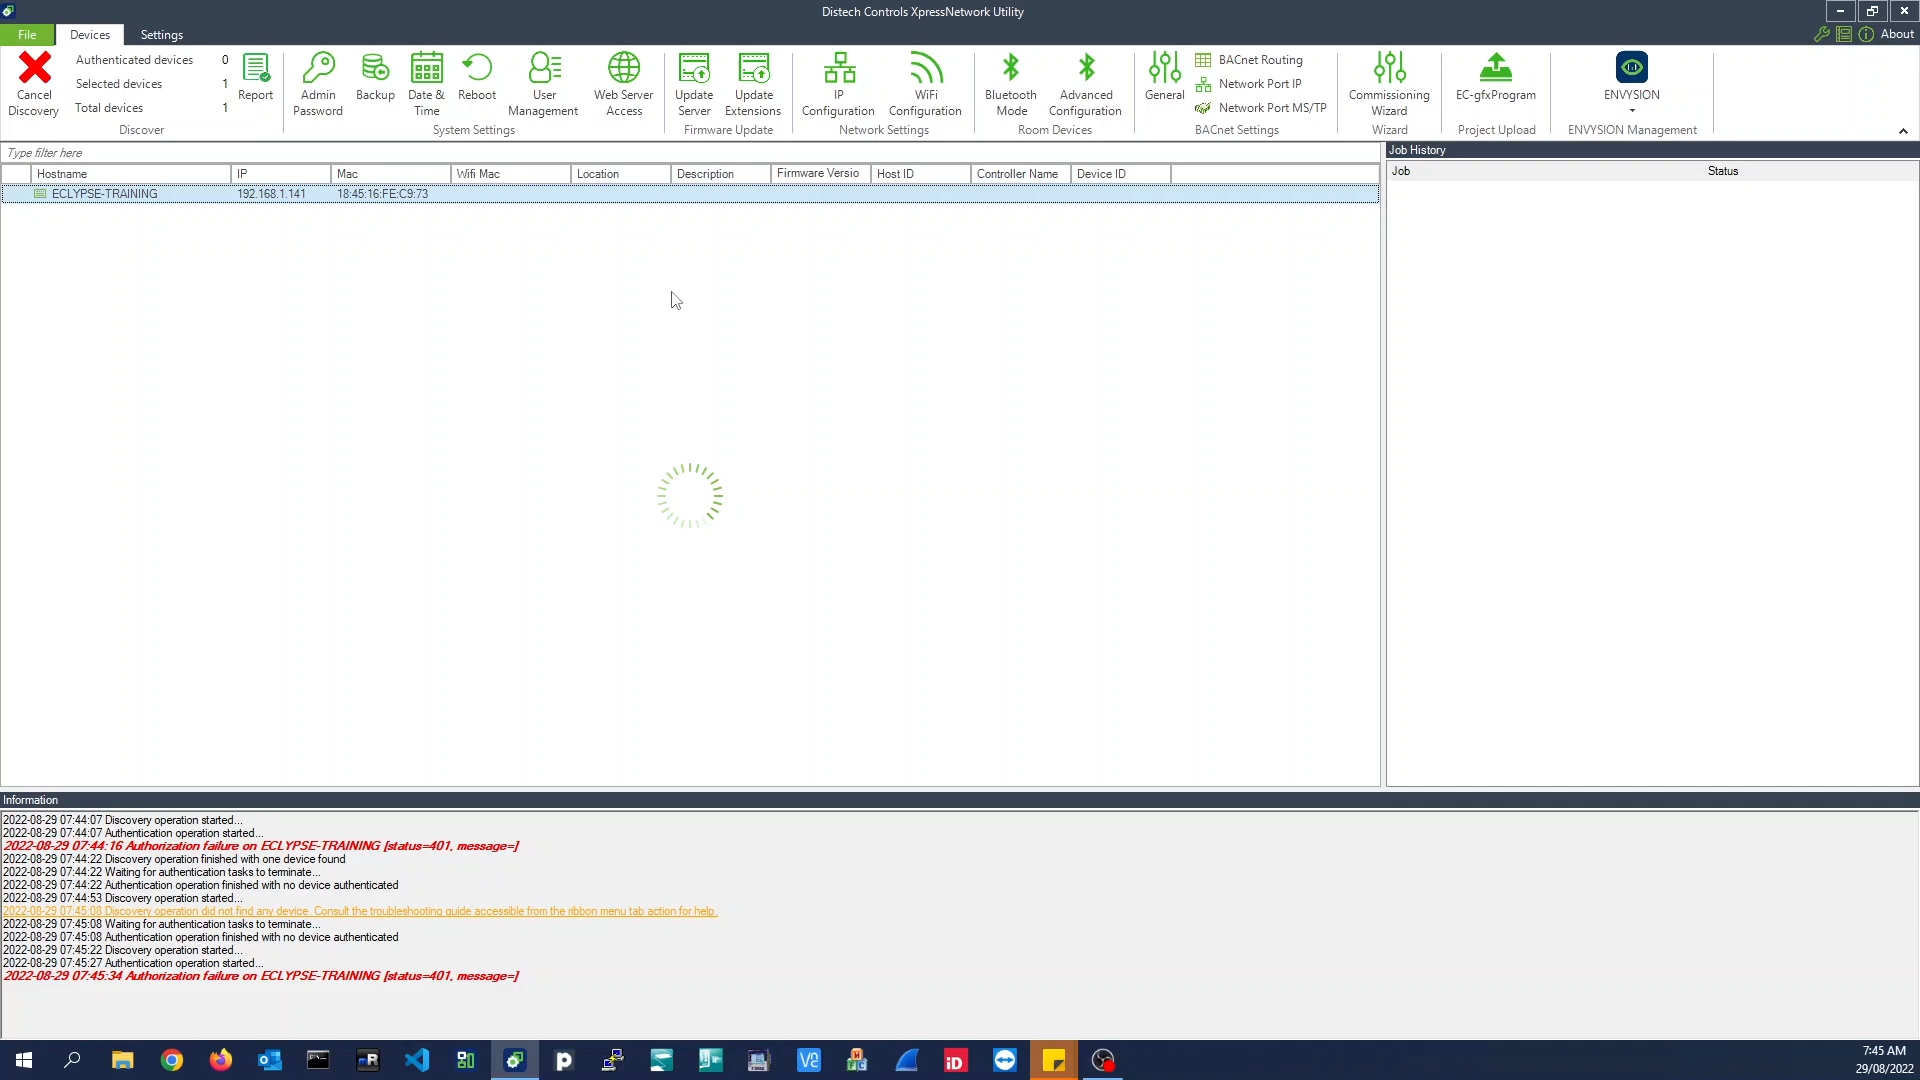 Distech Controls XpressNetwork Utility
File
Devices
Settings
About
Cancel Discovery
Authenticated devices 0
Selected devices 1
Total devices 1
Report
Discover
Admin Password
Backup
Date & Time
Reboot
User Management
Web Server Access
System Settings
Update Server
Update Extensions
Firmware Update
IP Configuration
WiFi Configuration
Network Settings
Bluetooth Mode
Advanced Configuration
Room Devices
General
BACnet Routing
Network Port IP
Network Port MS/TP
BACnet Settings
Commissioning Wizard
Wizard
EC-gfxProgram
Project Upload
ENVYSION
ENVYSION Management
Type filter here
Hostname IP Mac Wifi Mac Location Description Firmware Versio Host ID Controller Name Device ID
ECLYPSE-TRAINING 192.168.1.141 18:45:16:FE:C9:73
Job History
Job Status
Information
2022-08-29 07:44:07 Discovery operation started...
2022-08-29 07:44:07 Authentication operation started...
2022-08-29 07:44:16 Authorization failure on ECLYPSE-TRAINING [status=401, message=]
2022-08-29 07:44:22 Discovery operation finished with one device found
2022-08-29 07:44:22 Waiting for authentication tasks to terminate...
2022-08-29 07:44:22 Authentication operation finished with no device authenticated
2022-08-29 07:44:53 Discovery operation started...
2022-08-29 07:45:08 Discovery operation did not find any device. Consult the troubleshooting guide accessible from the ribbon menu tab action for help.
2022-08-29 07:45:08 Waiting for authentication tasks to terminate...
2022-08-29 07:45:08 Authentication operation finished with no device authenticated
2022-08-29 07:45:22 Discovery operation started...
2022-08-29 07:45:27 Authentication operation started...
2022-08-29 07:45:34 Authorization failure on ECLYPSE-TRAINING [status=401, message=]
7:45 AM
29/08/2022